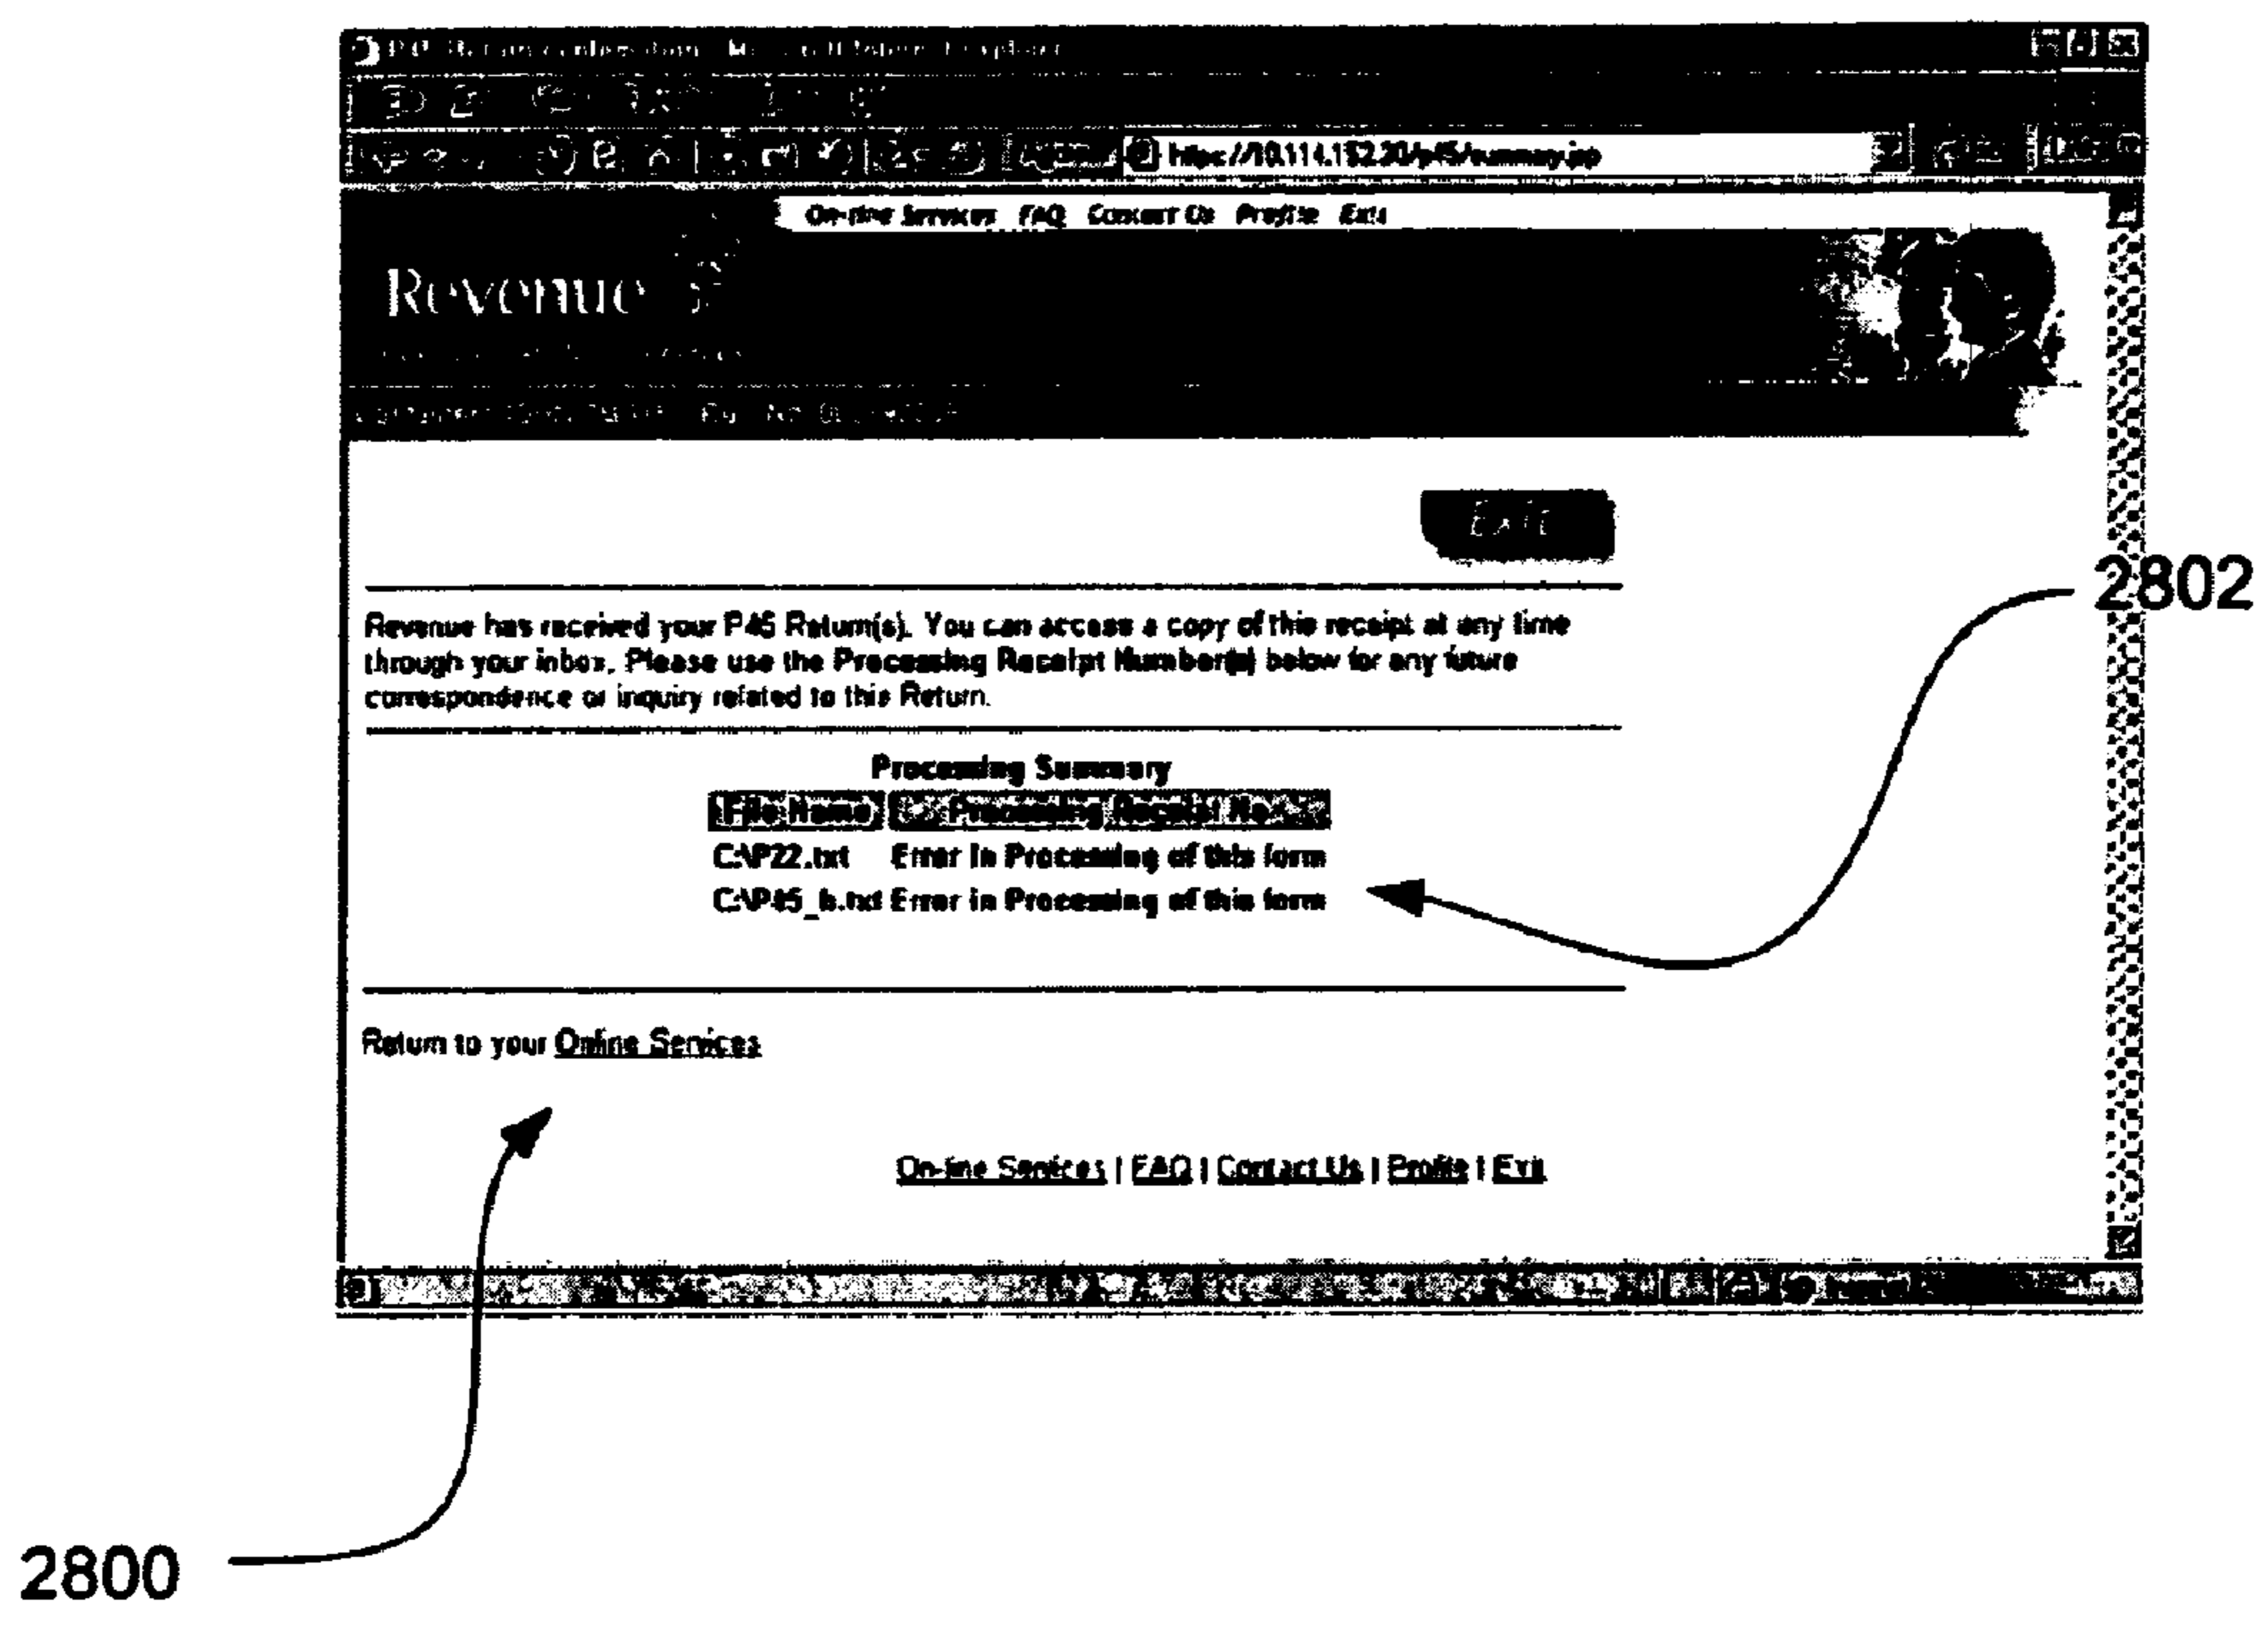 https://10.114.152.20/p45/summary.jsp
On-line Services FAQ Contact Us Profile Exit
Revenue
Exit
2802
Revenue has received your P45 Return(s). You can access a copy of this receipt at any time
through your inbox. Please use the Processing Receipt Number(s) below for any future
correspondence or inquiry related to this Return.
Processing Summary
File Name Processing Receipt No
C:\P22.txt Error in Processing of this form
C:\P45_b.txt Error in Processing of this form
Return to your Online Services
On-line Services | FAQ | Contact Us | Profile | Exit
2800